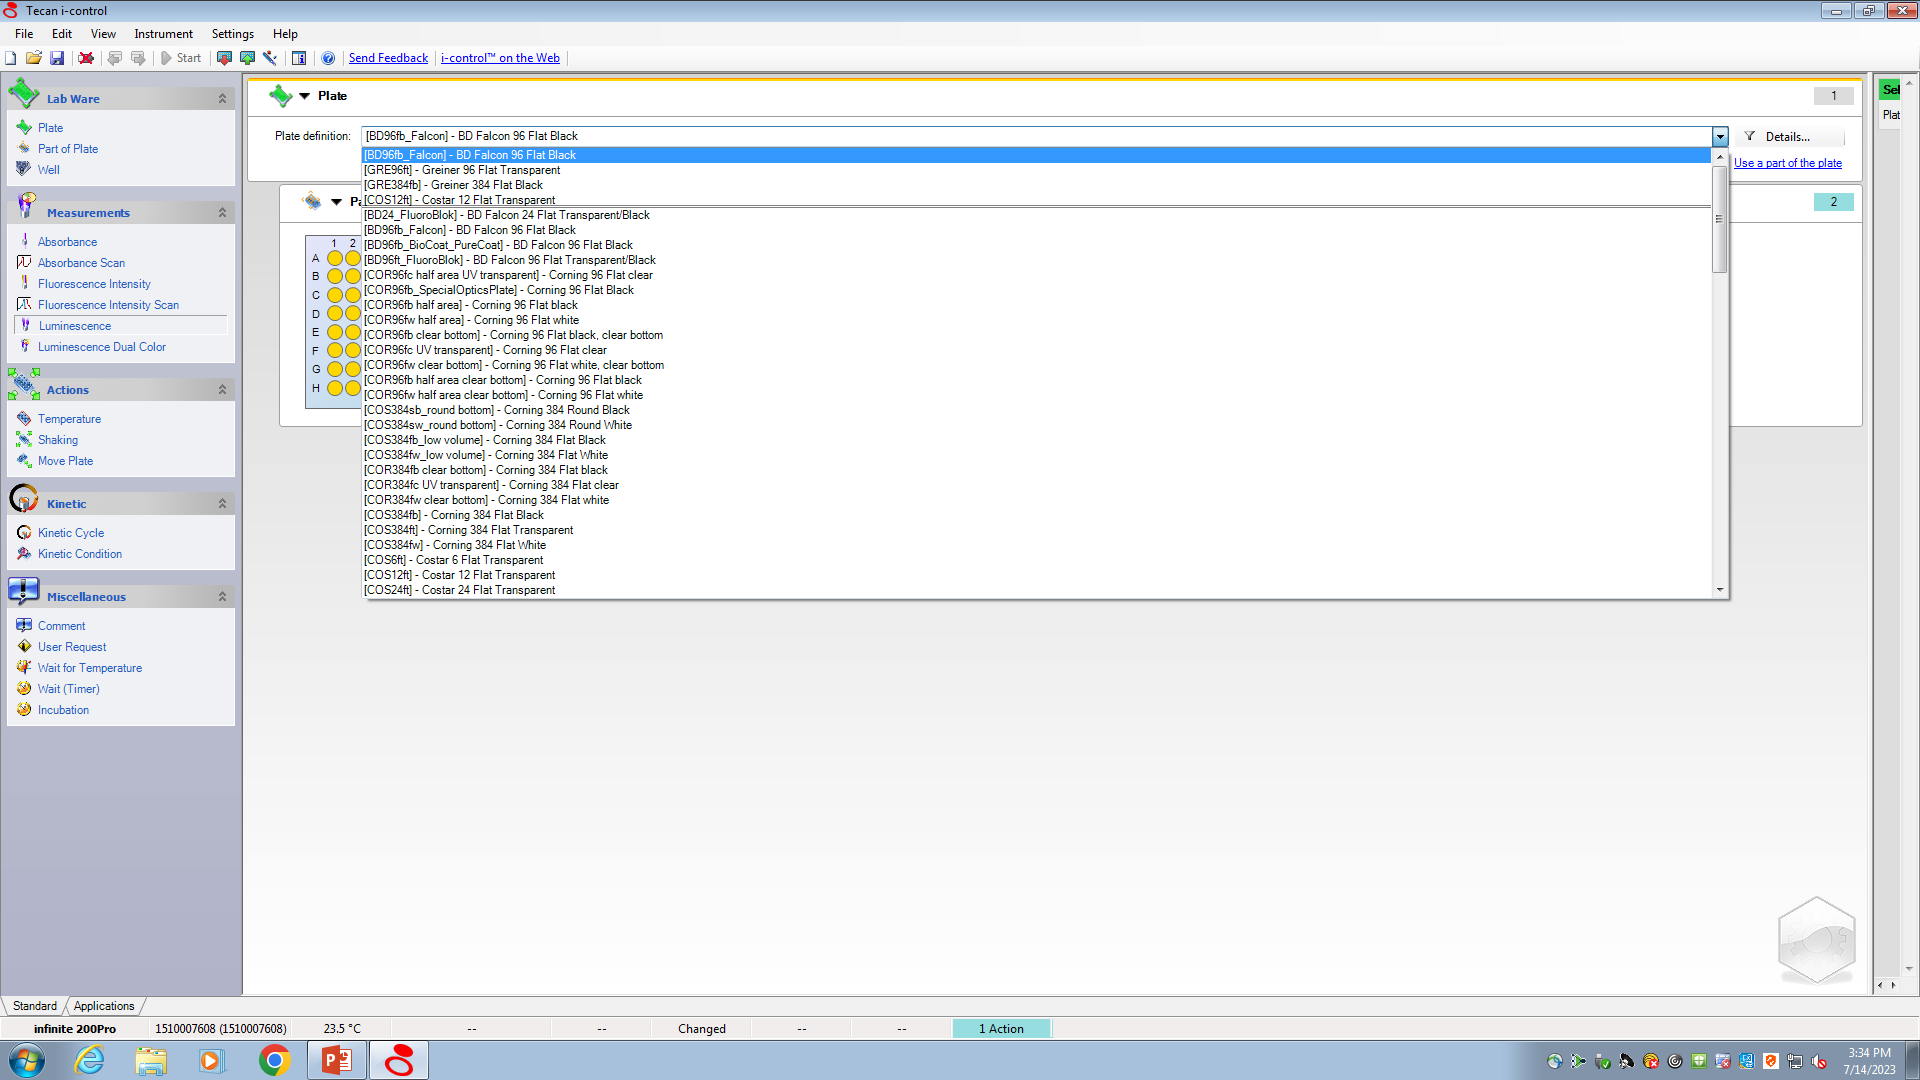 Tecan i-control
File Edit View Instrument Settings Help
Start Send Feedback i-control™ on the Web
Lab Ware
Plate
Part of Plate
Well
Measurements
Absorbance
Absorbance Scan
Fluorescence Intensity
Fluorescence Intensity Scan
Luminescence
Luminescence Dual Color
Actions
Temperature
Shaking
Move Plate
Kinetic
Kinetic Cycle
Kinetic Condition
Miscellaneous
Comment
User Request
Wait for Temperature
Wait (Timer)
Incubation
Plate 1
Plate definition: [BD96fb_Falcon] - BD Falcon 96 Flat Black Details...
Use a part of the plate
[BD96fb_Falcon] - BD Falcon 96 Flat Black
[GRE96ft] - Greiner 96 Flat Transparent
[GRE384fb] - Greiner 384 Flat Black
[COS12ft] - Costar 12 Flat Transparent
[BD24_FluoroBlok] - BD Falcon 24 Flat Transparent/Black
[BD96fb_Falcon] - BD Falcon 96 Flat Black
[BD96fb_BioCoat_PureCoat] - BD Falcon 96 Flat Black
[BD96ft_FluoroBlok] - BD Falcon 96 Flat Transparent/Black
[COR96fc half area UV transparent] - Corning 96 Flat clear
[COR96fb_SpecialOpticsPlate] - Corning 96 Flat Black
[COR96fb half area] - Corning 96 Flat black
[COR96fw half area] - Corning 96 Flat white
[COR96fb clear bottom] - Corning 96 Flat black, clear bottom
[COR96fc UV transparent] - Corning 96 Flat clear
[COR96fw clear bottom] - Corning 96 Flat white, clear bottom
[COR96fb half area clear bottom] - Corning 96 Flat black
[COR96fw half area clear bottom] - Corning 96 Flat white
[COS384sb_round bottom] - Corning 384 Round Black
[COS384sw_round bottom] - Corning 384 Round White
[COS384fb_low volume] - Corning 384 Flat Black
[COS384fw_low volume] - Corning 384 Flat White
[COR384fb clear bottom] - Corning 384 Flat black
[COR384fc UV transparent] - Corning 384 Flat clear
[COR384fw clear bottom] - Corning 384 Flat white
[COS384fb] - Corning 384 Flat Black
[COS384ft] - Corning 384 Flat Transparent
[COS384fw] - Corning 384 Flat White
[COS6ft] - Costar 6 Flat Transparent
[COS12ft] - Costar 12 Flat Transparent
[COS24ft] - Costar 24 Flat Transparent
Pa 2
1 2
A
B
C
D
E
F
G
H
Sel
Plat
Standard Applications
infinite 200Pro 1510007608 (1510007608) 23.5 °C -- -- Changed -- -- 1 Action
3:34 PM
7/14/2023